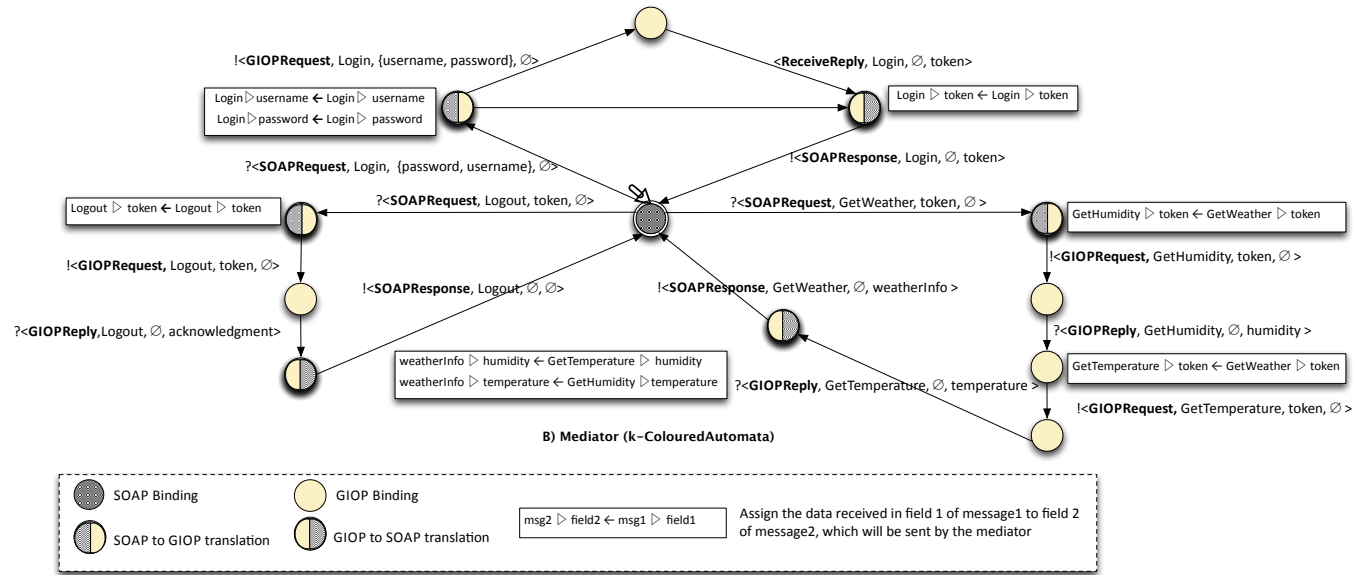 !<GIOPRequest, Login, {username, password}, ∅>
<ReceiveReply, Login, ∅, token>
Login ▷ username ← Login ▷ username
Login ▷ password ← Login ▷ password
Login ▷ token ← Login ▷ token
?<SOAPRequest, Login, {password, username}, ∅>
!<SOAPResponse, Login, ∅, token>
Logout ▷ token ← Logout ▷ token
?<SOAPRequest, Logout, token, ∅>
?<SOAPRequest, GetWeather, token, ∅ >
GetHumidity ▷ token ← GetWeather ▷ token
!<GIOPRequest, Logout, token, ∅>
!<GIOPRequest, GetHumidity, token, ∅ >
!<SOAPResponse, Logout, ∅, ∅>
!<SOAPResponse, GetWeather, ∅, weatherInfo >
?<GIOPReply,Logout, ∅, acknowledgment>
?<GIOPReply, GetHumidity, ∅, humidity >
weatherInfo ▷ humidity ← GetTemperature ▷ humidity
weatherInfo ▷ temperature ← GetHumidity ▷ temperature
GetTemperature ▷ token ← GetWeather ▷ token
?<GIOPReply, GetTemperature, ∅, temperature >
!<GIOPRequest, GetTemperature, token, ∅ >
B) Mediator (k-ColouredAutomata)
SOAP Binding
GIOP Binding
SOAP to GIOP translation
GIOP to SOAP translation
msg2 ▷ field2 ← msg1 ▷ field1
Assign the data received in field 1 of message1 to field 2
of message2, which will be sent by the mediator